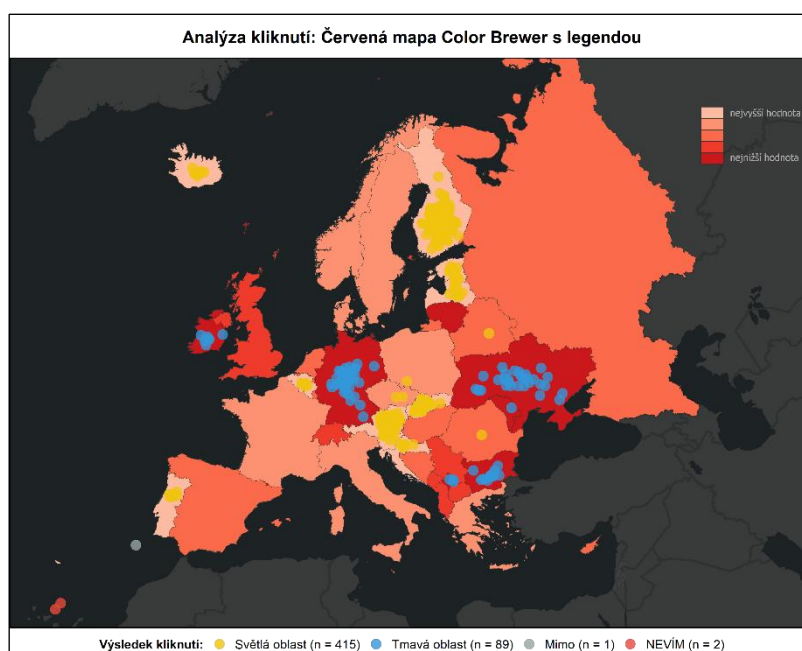 Analýza kliknutí: Červená mapa Color Brewer s legendou
nejvyšší hodnota
nejnižší hodnota
Výsledek kliknutí: Světlá oblast (n = 415) Tmavá oblast (n = 89) Mimo (n = 1) NEVÍM (n = 2)